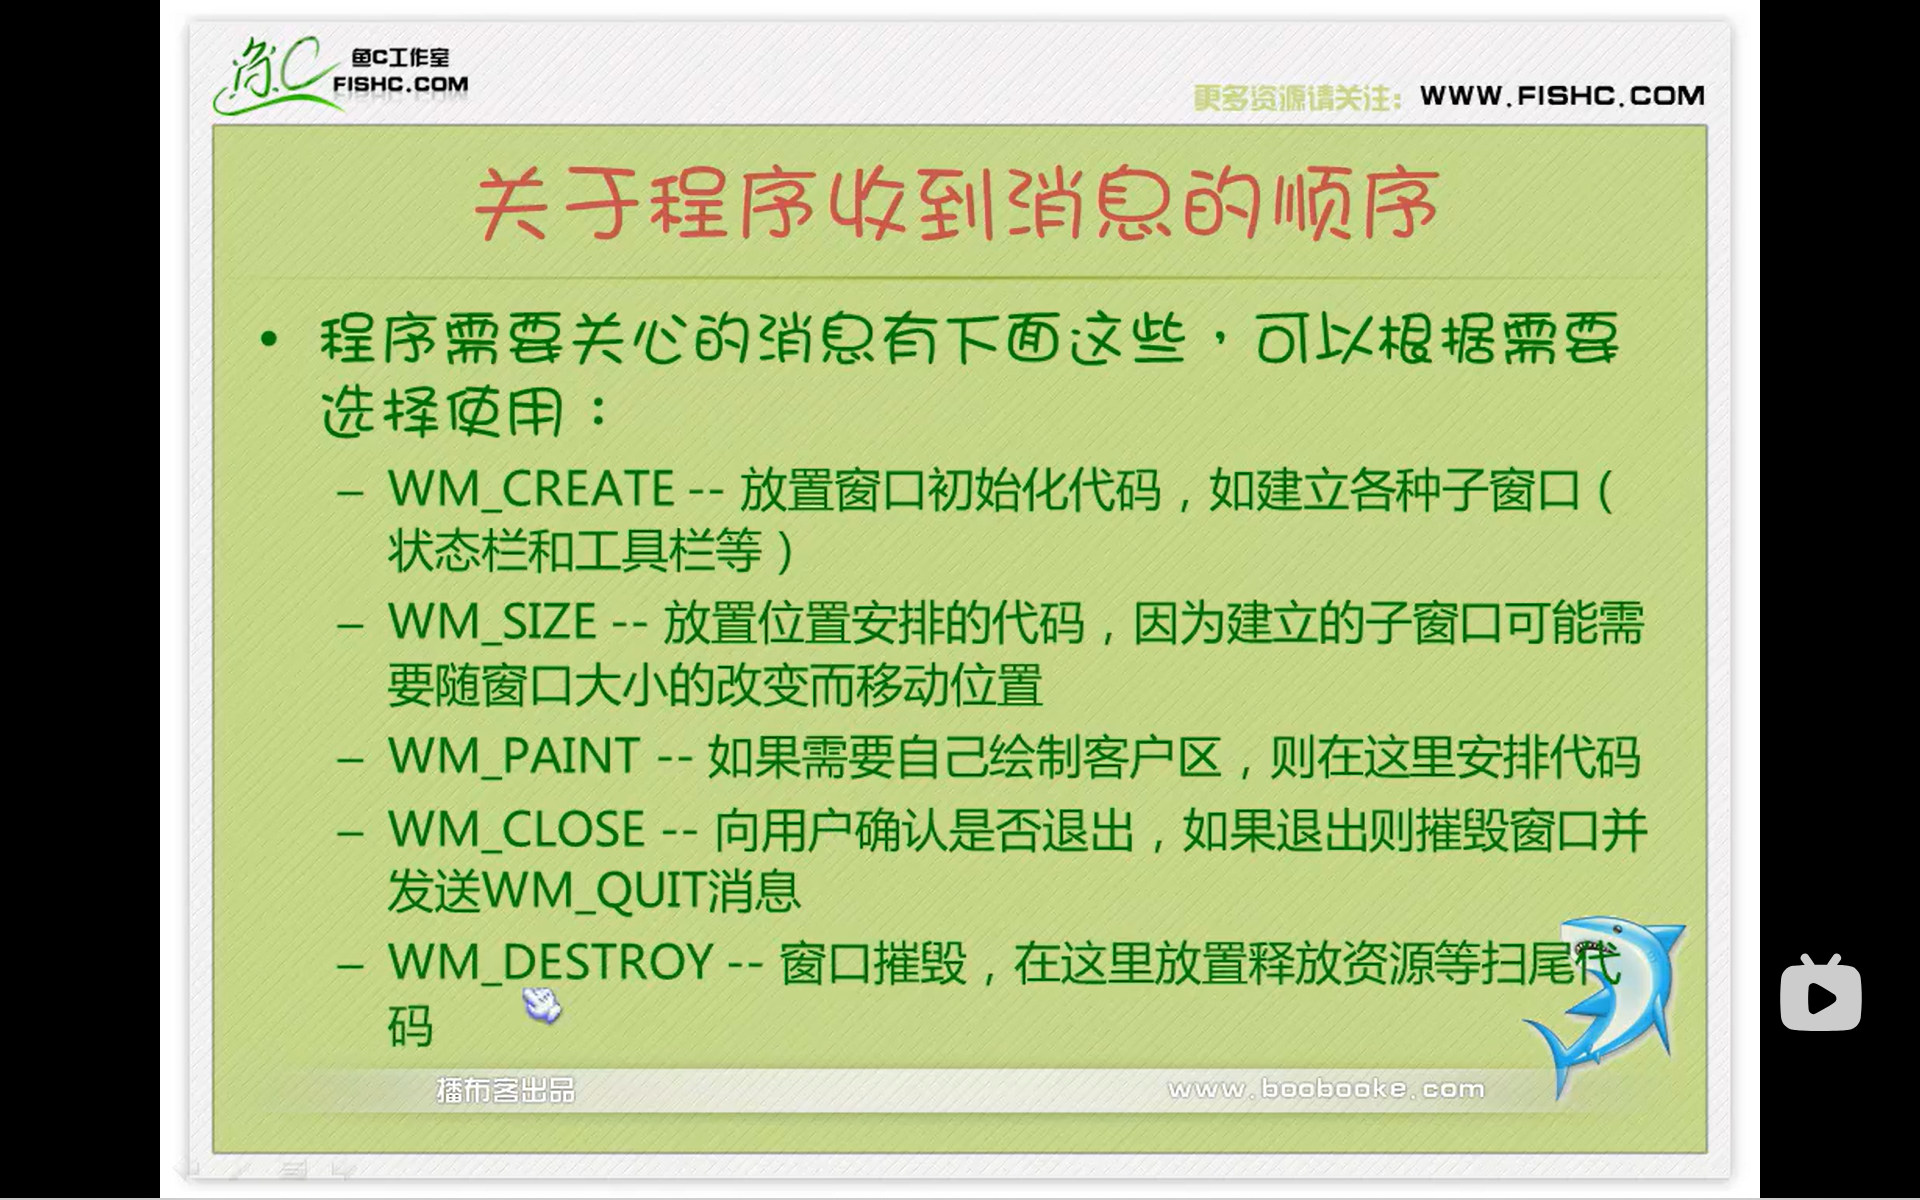 鱼C
鱼C工作室
FISHC.COM
更多资源请关注：WWW.FISHC.COM
关于程序收到消息的顺序
• 程序需要关心的消息有下面这些，可以根据需要
选择使用：
– WM_CREATE -- 放置窗口初始化代码，如建立各种子窗口（
状态栏和工具栏等）
– WM_SIZE -- 放置位置安排的代码，因为建立的子窗口可能需
要随窗口大小的改变而移动位置
– WM_PAINT -- 如果需要自己绘制客户区，则在这里安排代码
– WM_CLOSE -- 向用户确认是否退出，如果退出则摧毁窗口并
发送WM_QUIT消息
– WM_DESTROY -- 窗口摧毁，在这里放置释放资源等扫尾代
码
播布客出品
www.boobooke.com